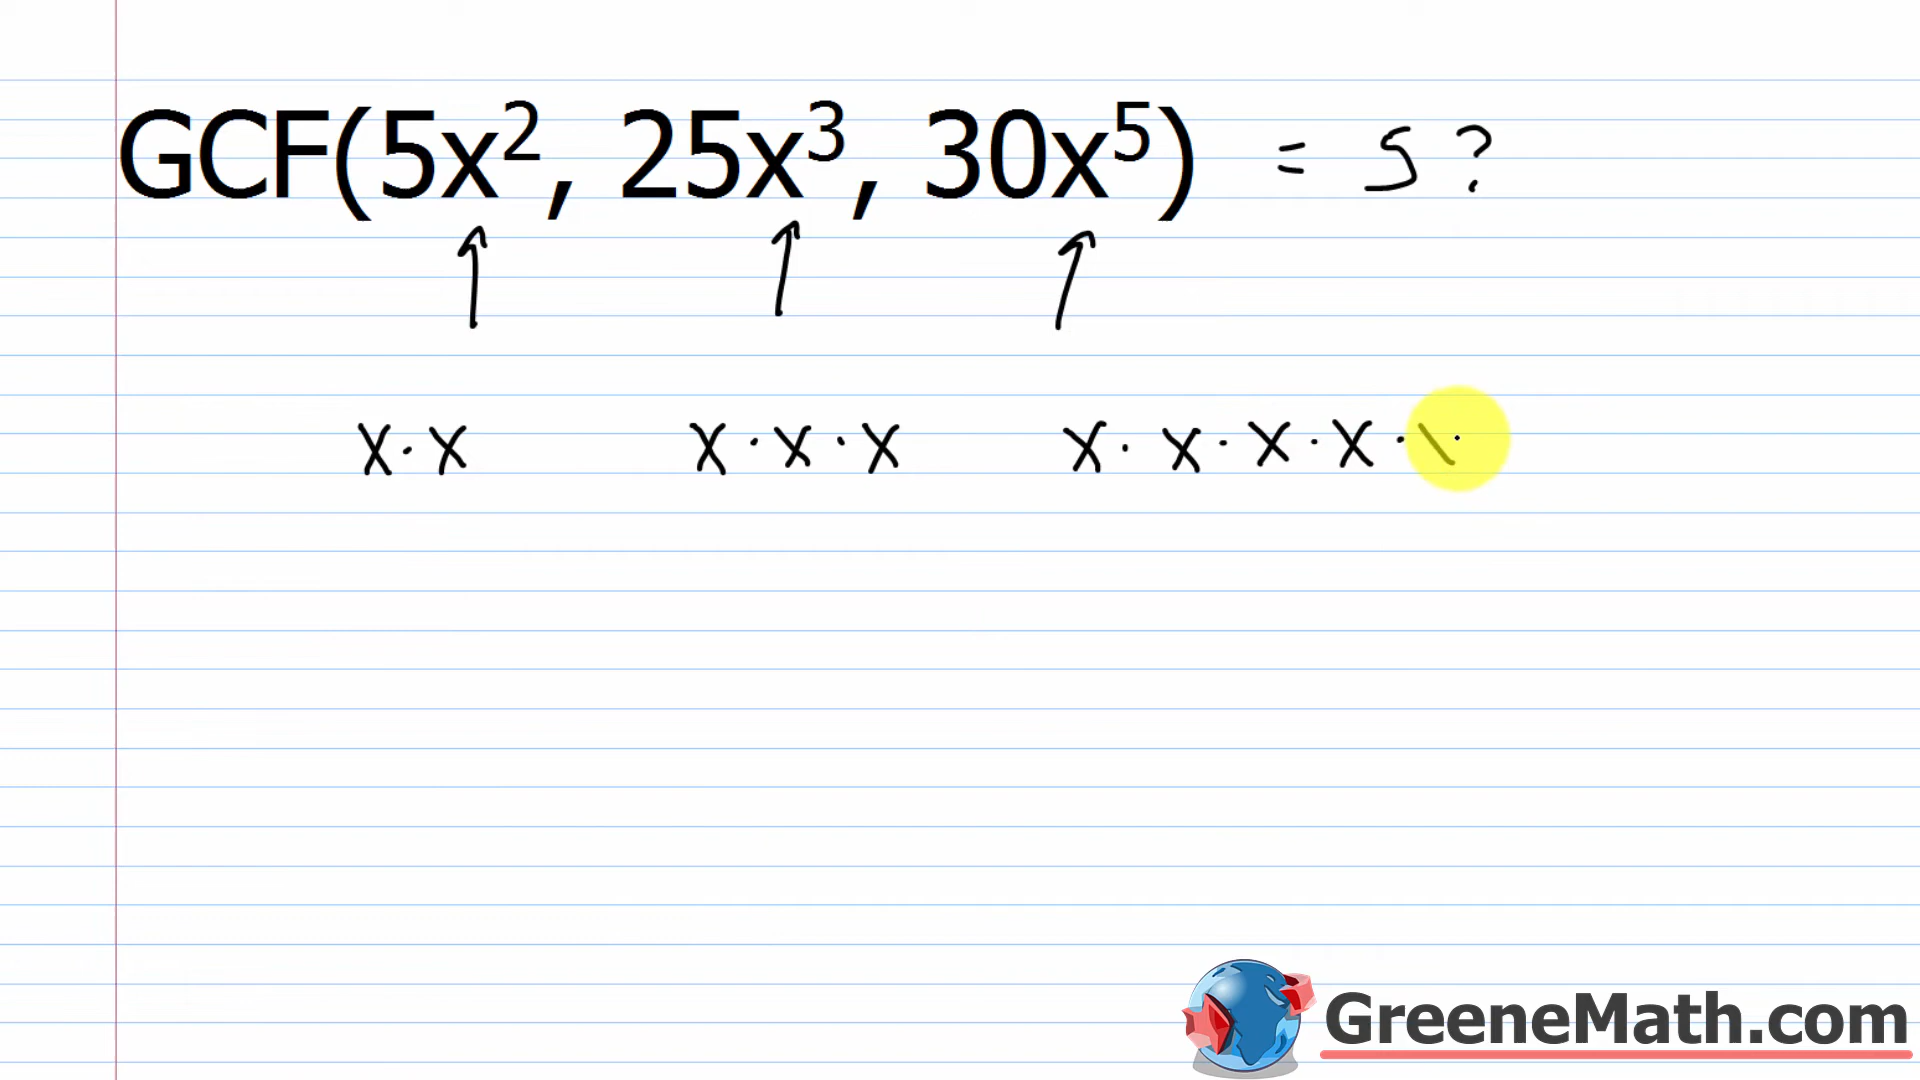 GCF(5x², 25x³, 30x⁵) = 5 ?
x · x x · x · x x · x · x · x ·
GreeneMath.com